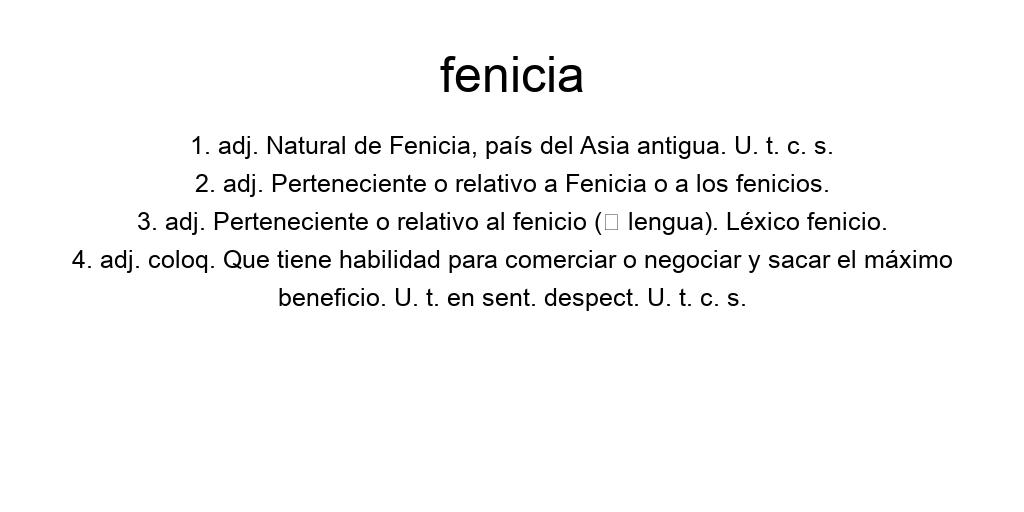 fenicia
1. adj. Natural de Fenicia, país del Asia antigua. U. t. c. s.
2. adj. Perteneciente o relativo a Fenicia o a los fenicios.
3. adj. Perteneciente o relativo al fenicio (□ lengua). Léxico fenicio.
4. adj. coloq. Que tiene habilidad para comerciar o negociar y sacar el máximo
beneficio. U. t. en sent. despect. U. t. c. s.